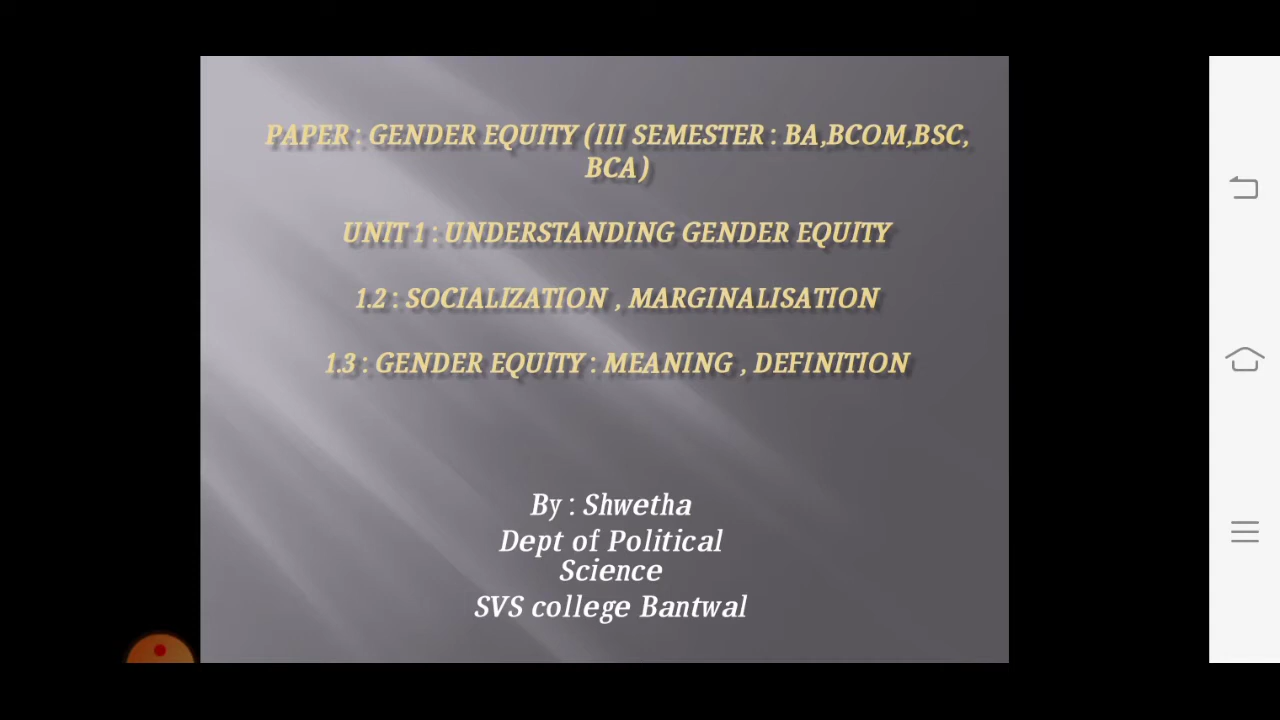 PAPER : GENDER EQUITY (III SEMESTER : BA,BCOM,BSC,
BCA)
UNIT 1 : UNDERSTANDING GENDER EQUITY
1.2 : SOCIALIZATION , MARGINALISATION
1.3 : GENDER EQUITY : MEANING , DEFINITION
By : Shwetha
Dept of Political
Science
SVS college Bantwal